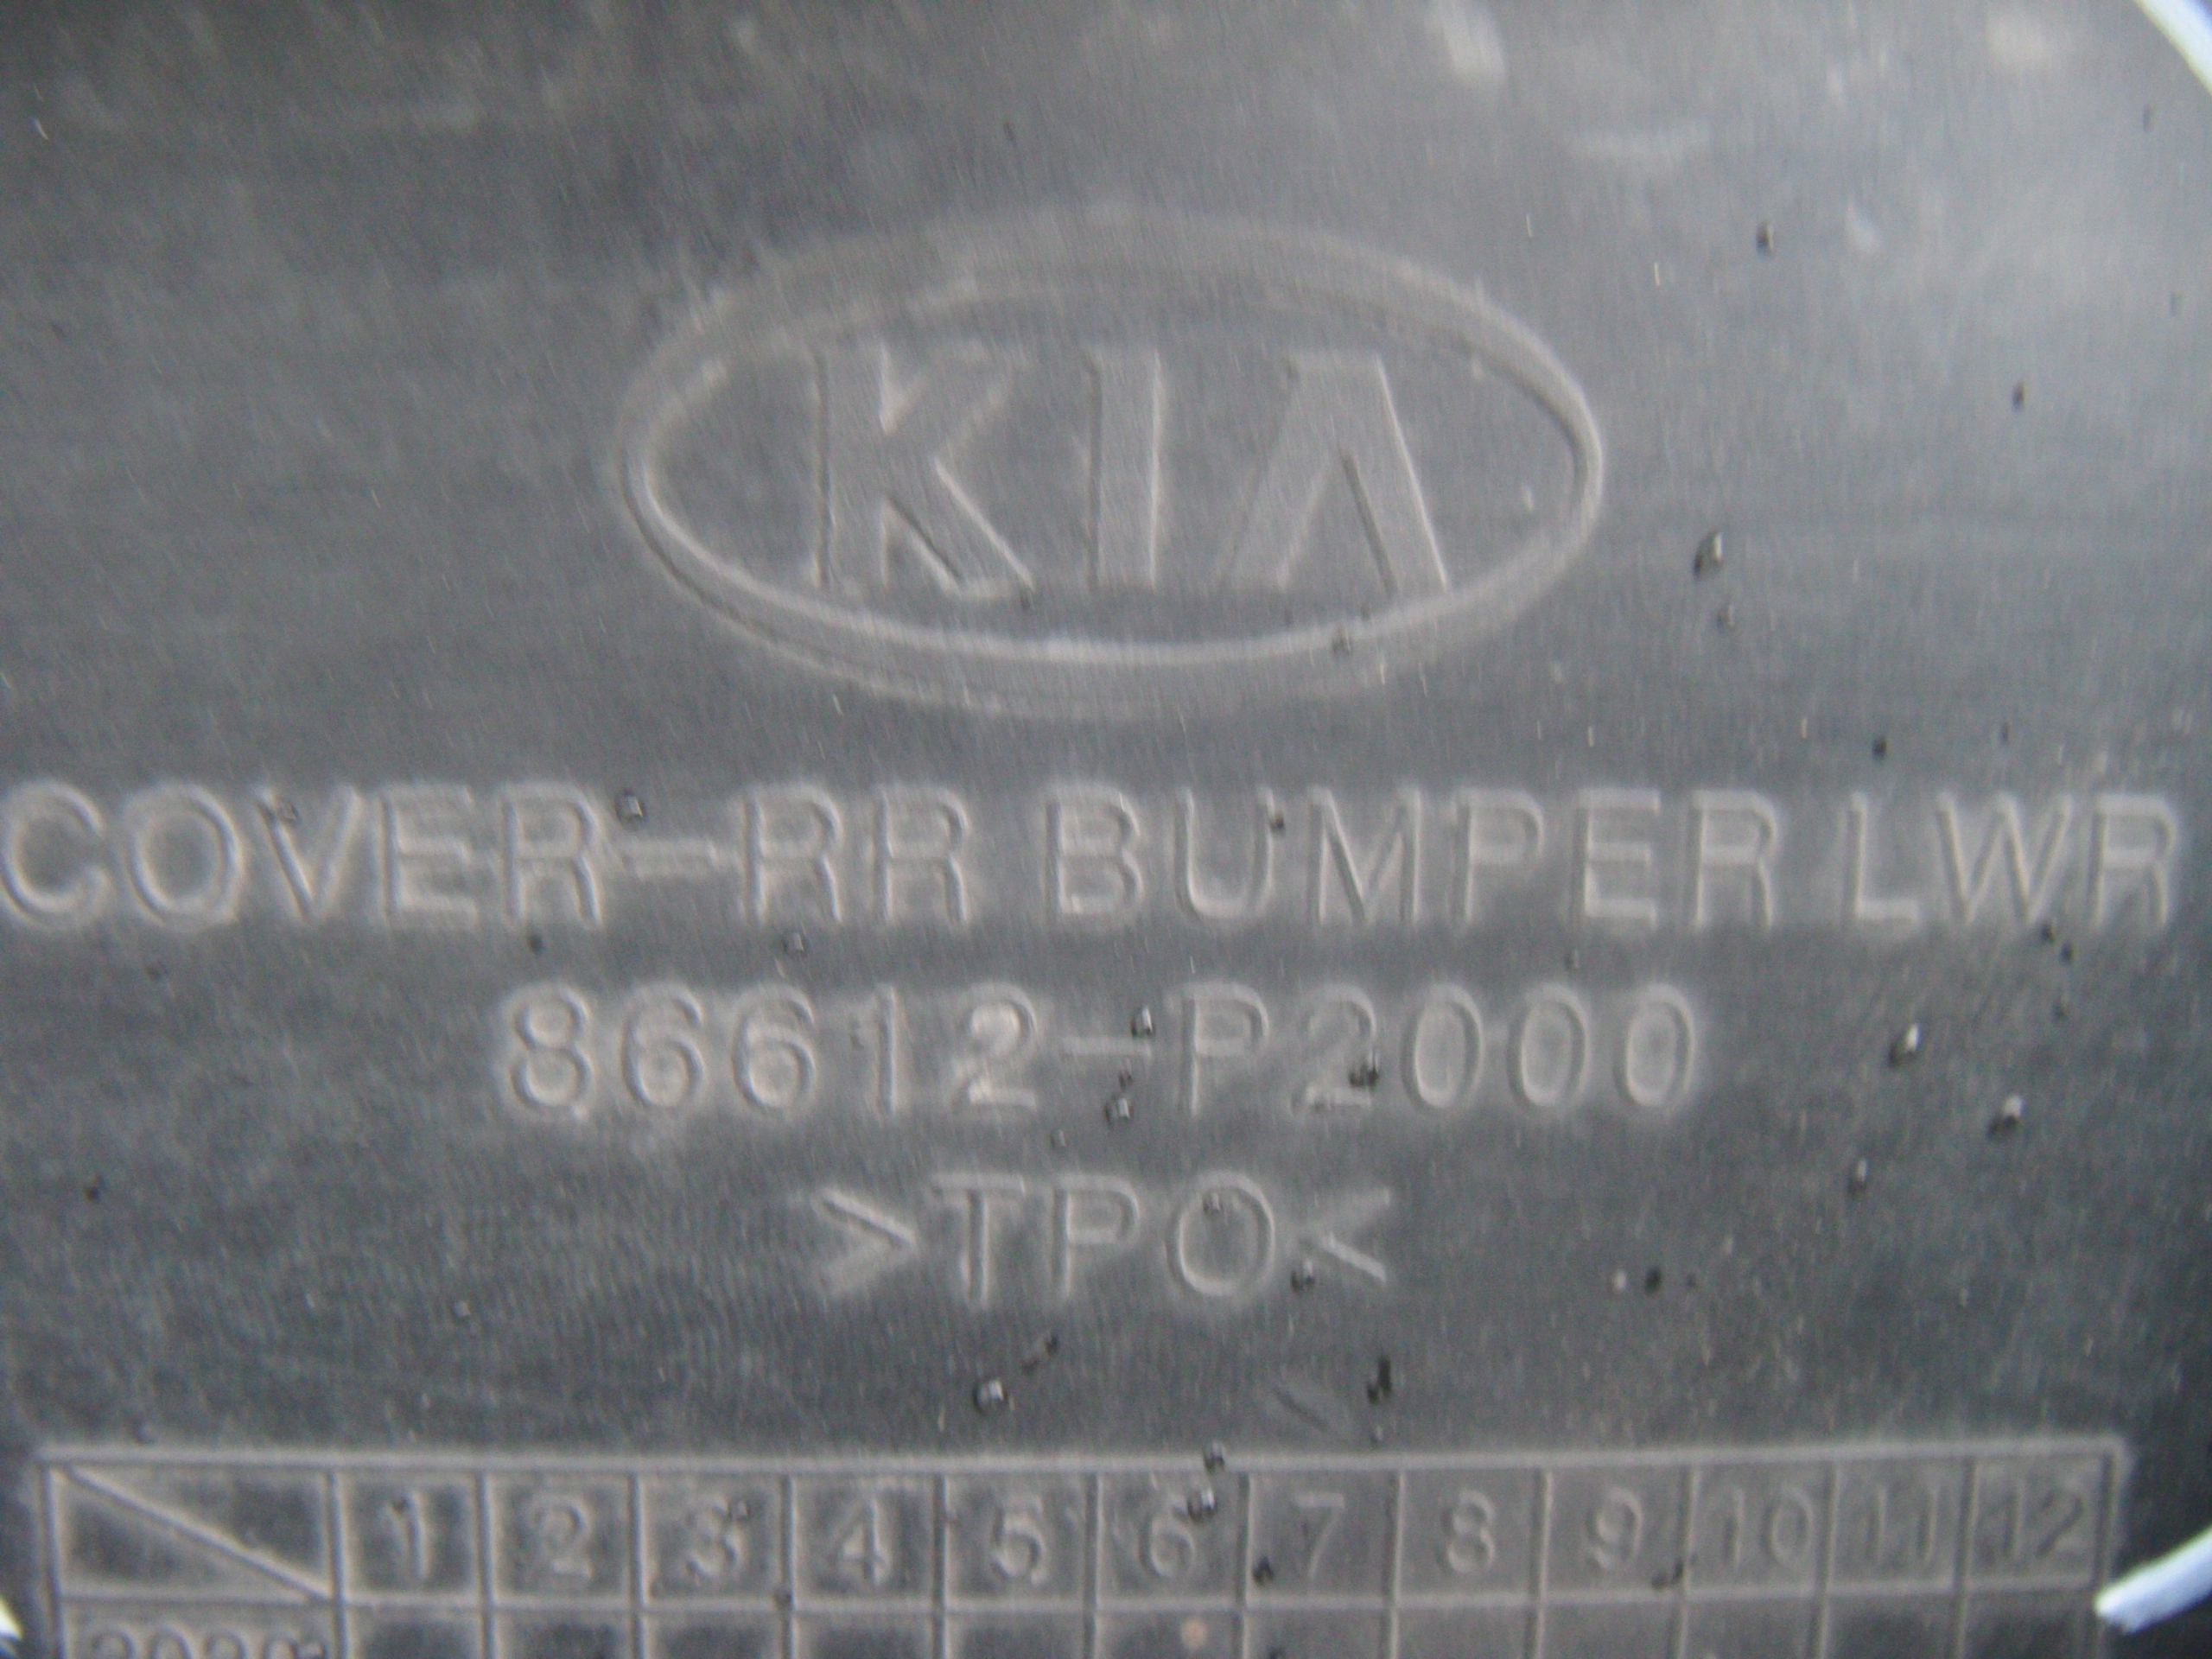 KIA
COVER-RR BUMPER LWR
86612-P2000
>TPO<
1 2 3 4 5 6 7 8 9 10 11 12